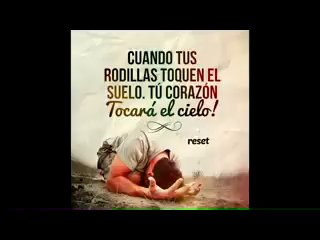 CUANDO TUS
RODILLAS TOQUEN EL
SUELO. TÚ CORAZÓN
Tocará el cielo!
reset